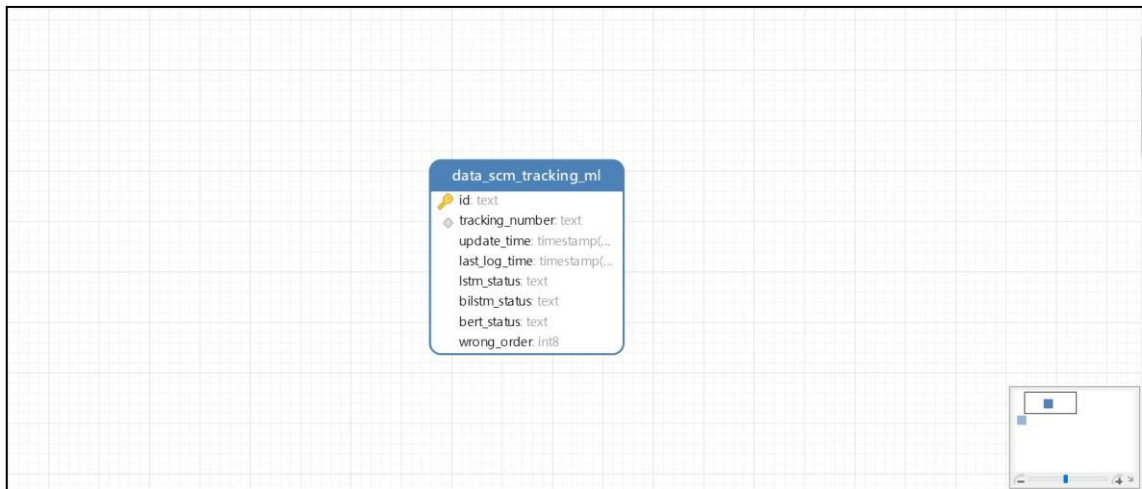 data_scm_tracking_ml
id: text
tracking_number: text
update_time: timestamp(...
last_log_time: timestamp(...
lstm_status: text
bilstm_status: text
bert_status: text
wrong_order: int8